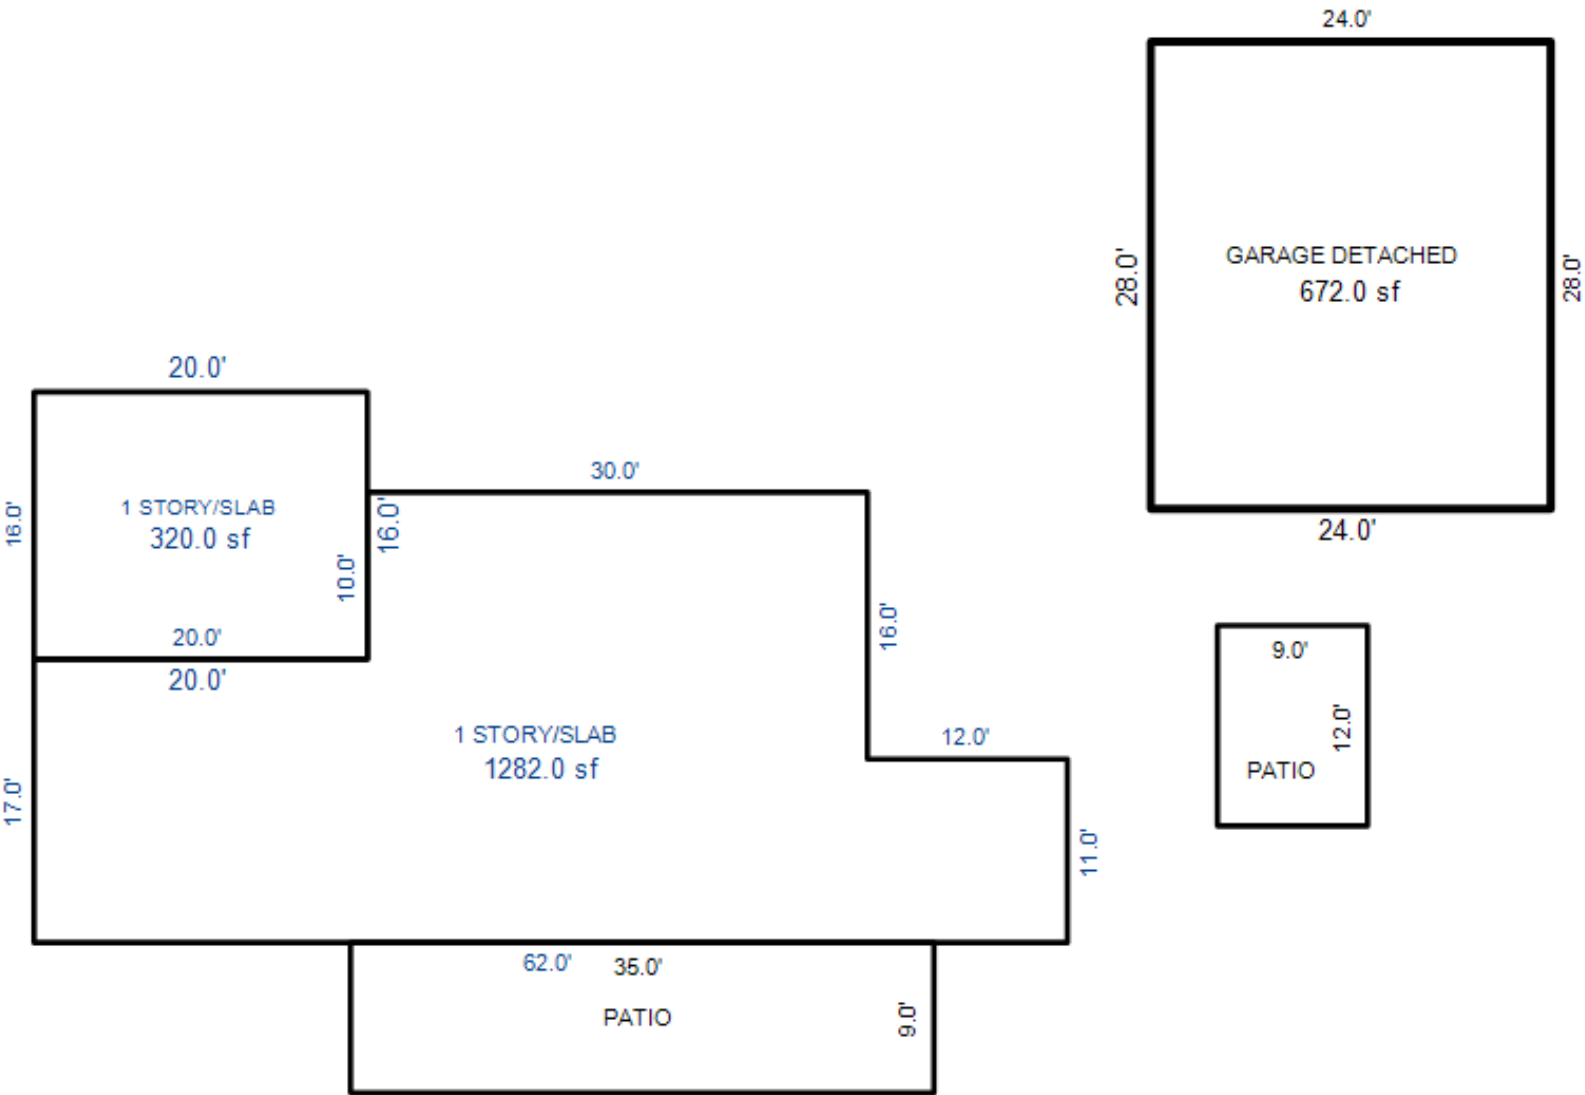 24.0'
28.0'
GARAGE DETACHED
672.0 sf
28.0'
24.0'
20.0'
16.0'
1 STORY/SLAB
320.0 sf
16.0'
10.0'
20.0'
20.0'
30.0'
16.0'
12.0'
1 STORY/SLAB
1282.0 sf
17.0'
11.0'
62.0'
35.0'
PATIO
9.0'
9.0'
12.0'
PATIO